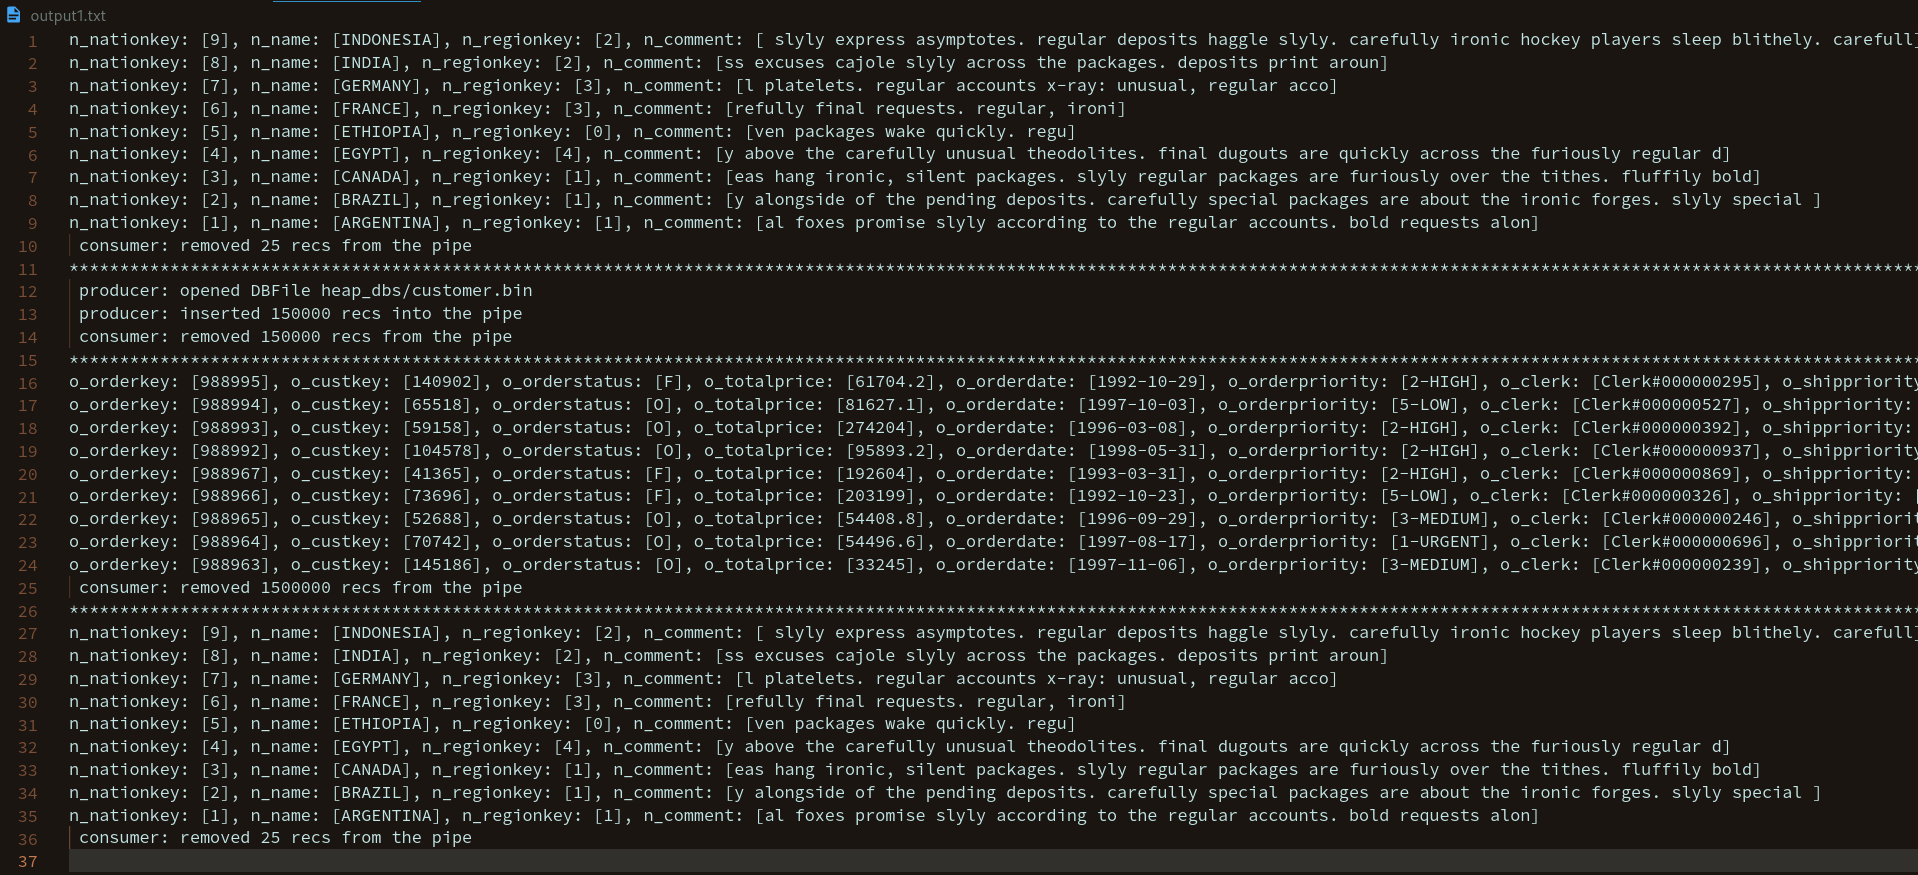 output1.txt
1 n_nationkey: [9], n_name: [INDONESIA], n_regionkey: [2], n_comment: [ slyly express asymptotes. regular deposits haggle slyly. carefully ironic hockey players sleep blithely. carefull]
2 n_nationkey: [8], n_name: [INDIA], n_regionkey: [2], n_comment: [ss excuses cajole slyly across the packages. deposits print aroun]
3 n_nationkey: [7], n_name: [GERMANY], n_regionkey: [3], n_comment: [l platelets. regular accounts x-ray: unusual, regular acco]
4 n_nationkey: [6], n_name: [FRANCE], n_regionkey: [3], n_comment: [refully final requests. regular, ironi]
5 n_nationkey: [5], n_name: [ETHIOPIA], n_regionkey: [0], n_comment: [ven packages wake quickly. regu]
6 n_nationkey: [4], n_name: [EGYPT], n_regionkey: [4], n_comment: [y above the carefully unusual theodolites. final dugouts are quickly across the furiously regular d]
7 n_nationkey: [3], n_name: [CANADA], n_regionkey: [1], n_comment: [eas hang ironic, silent packages. slyly regular packages are furiously over the tithes. fluffily bold]
8 n_nationkey: [2], n_name: [BRAZIL], n_regionkey: [1], n_comment: [y alongside of the pending deposits. carefully special packages are about the ironic forges. slyly special ]
9 n_nationkey: [1], n_name: [ARGENTINA], n_regionkey: [1], n_comment: [al foxes promise slyly according to the regular accounts. bold requests alon]
10 consumer: removed 25 recs from the pipe
11 ****************************************************************************************************************************************************************************************
12 producer: opened DBFile heap_dbs/customer.bin
13 producer: inserted 150000 recs into the pipe
14 consumer: removed 150000 recs from the pipe
15 ****************************************************************************************************************************************************************************************
16 o_orderkey: [988995], o_custkey: [140902], o_orderstatus: [F], o_totalprice: [61704.2], o_orderdate: [1992-10-29], o_orderpriority: [2-HIGH], o_clerk: [Clerk#000000295], o_shippriority
17 o_orderkey: [988994], o_custkey: [65518], o_orderstatus: [O], o_totalprice: [81627.1], o_orderdate: [1997-10-03], o_orderpriority: [5-LOW], o_clerk: [Clerk#000000527], o_shippriority:
18 o_orderkey: [988993], o_custkey: [59158], o_orderstatus: [O], o_totalprice: [274204], o_orderdate: [1996-03-08], o_orderpriority: [2-HIGH], o_clerk: [Clerk#000000392], o_shippriority:
19 o_orderkey: [988992], o_custkey: [104578], o_orderstatus: [O], o_totalprice: [95893.2], o_orderdate: [1998-05-31], o_orderpriority: [2-HIGH], o_clerk: [Clerk#000000937], o_shippriority
20 o_orderkey: [988967], o_custkey: [41365], o_orderstatus: [F], o_totalprice: [192604], o_orderdate: [1993-03-31], o_orderpriority: [2-HIGH], o_clerk: [Clerk#000000869], o_shippriority:
21 o_orderkey: [988966], o_custkey: [73696], o_orderstatus: [F], o_totalprice: [203199], o_orderdate: [1992-10-23], o_orderpriority: [5-LOW], o_clerk: [Clerk#000000326], o_shippriority: [
22 o_orderkey: [988965], o_custkey: [52688], o_orderstatus: [O], o_totalprice: [54408.8], o_orderdate: [1996-09-29], o_orderpriority: [3-MEDIUM], o_clerk: [Clerk#000000246], o_shippriorit
23 o_orderkey: [988964], o_custkey: [70742], o_orderstatus: [O], o_totalprice: [54496.6], o_orderdate: [1997-08-17], o_orderpriority: [1-URGENT], o_clerk: [Clerk#000000696], o_shippriorit
24 o_orderkey: [988963], o_custkey: [145186], o_orderstatus: [O], o_totalprice: [33245], o_orderdate: [1997-11-06], o_orderpriority: [3-MEDIUM], o_clerk: [Clerk#000000239], o_shippriority
25 consumer: removed 1500000 recs from the pipe
26 ****************************************************************************************************************************************************************************************
27 n_nationkey: [9], n_name: [INDONESIA], n_regionkey: [2], n_comment: [ slyly express asymptotes. regular deposits haggle slyly. carefully ironic hockey players sleep blithely. carefull]
28 n_nationkey: [8], n_name: [INDIA], n_regionkey: [2], n_comment: [ss excuses cajole slyly across the packages. deposits print aroun]
29 n_nationkey: [7], n_name: [GERMANY], n_regionkey: [3], n_comment: [l platelets. regular accounts x-ray: unusual, regular acco]
30 n_nationkey: [6], n_name: [FRANCE], n_regionkey: [3], n_comment: [refully final requests. regular, ironi]
31 n_nationkey: [5], n_name: [ETHIOPIA], n_regionkey: [0], n_comment: [ven packages wake quickly. regu]
32 n_nationkey: [4], n_name: [EGYPT], n_regionkey: [4], n_comment: [y above the carefully unusual theodolites. final dugouts are quickly across the furiously regular d]
33 n_nationkey: [3], n_name: [CANADA], n_regionkey: [1], n_comment: [eas hang ironic, silent packages. slyly regular packages are furiously over the tithes. fluffily bold]
34 n_nationkey: [2], n_name: [BRAZIL], n_regionkey: [1], n_comment: [y alongside of the pending deposits. carefully special packages are about the ironic forges. slyly special ]
35 n_nationkey: [1], n_name: [ARGENTINA], n_regionkey: [1], n_comment: [al foxes promise slyly according to the regular accounts. bold requests alon]
36 consumer: removed 25 recs from the pipe
37